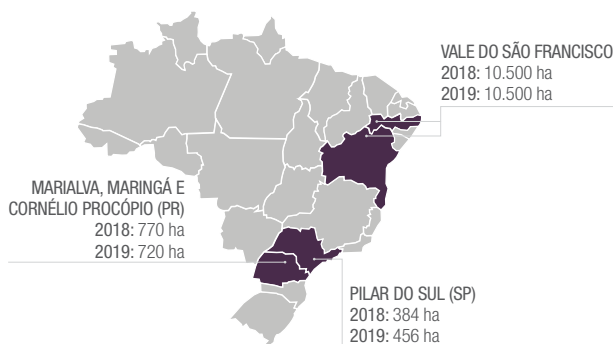 VALE DO SÃO FRANCISCO
2018: 10.500 ha
2019: 10.500 ha
MARIALVA, MARINGÁ E
CORNÉLIO PROCÓPIO (PR)
2018: 770 ha
2019: 720 ha
PILAR DO SUL (SP)
2018: 384 ha
2019: 456 ha